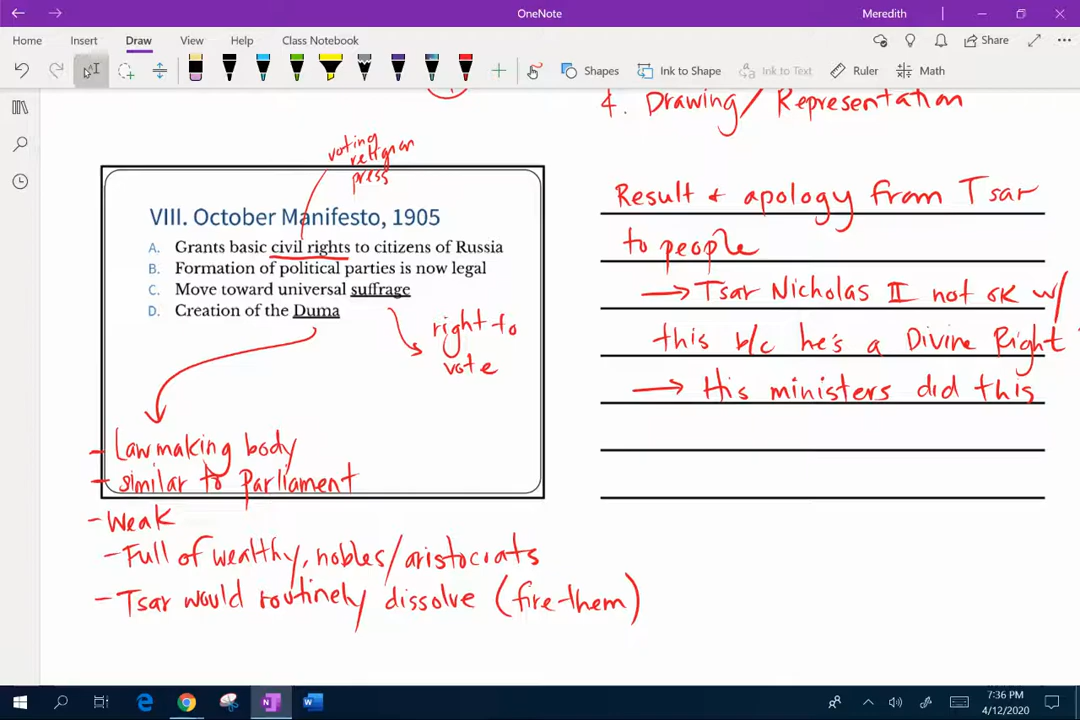 OneNote
Meredith
Home Insert Draw View Help Class Notebook
Share
Shapes Ink to Shape Ink to Text Ruler Math
4. Drawing/Representation
voting
religion
press
VIII. October Manifesto, 1905
A. Grants basic civil rights to citizens of Russia
B. Formation of political parties is now legal
C. Move toward universal suffrage
D. Creation of the Duma
right to
vote
- Lawmaking body
- similar to Parliament
- Weak
- Full of wealthy, nobles/aristocrats
- Tsar would routinely dissolve (fire them)
Result + apology from Tsar
to people
→ Tsar Nicholas II not ok w/
this b/c he's a Divine Right
→ His ministers did this
7:36 PM
4/12/2020